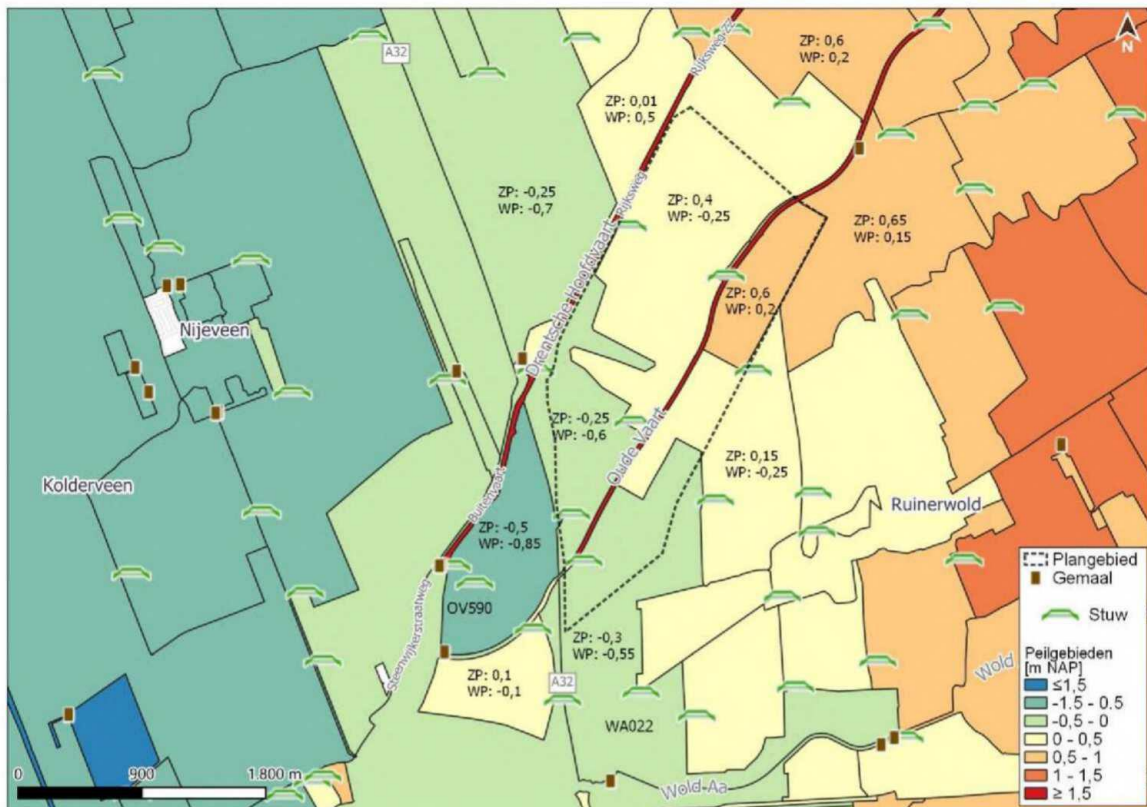 N
A32
Rijksweg 22
ZP: 0,6
WP: 0,2
ZP: 0,01
WP: 0,5
ZP: -0,25
WP: -0,7
Rijksweg
ZP: 0,4
WP: -0,25
ZP: 0,65
WP: 0,15
Drentsche Hoofdvaart
ZP: 0,6
WP: 0,2
Nijeveen
ZP: -0,25
WP: -0,6
Oude Vaart
ZP: 0,15
WP: -0,25
Kolderveen
Buitenvaart
ZP: -0,5
WP: -0,85
Ruinerwold
OV590
Steenwijkerstraatweg
ZP: -0,3
WP: -0,55
ZP: 0,1
WP: -0,1
A32
WA022
Wold
Wold Aa
Plangebied
Gemaal
Stuw
Peilgebieden
[m NAP]
≤1,5
-1.5 - 0.5
-0,5 - 0
0 - 0,5
0,5 - 1
1 - 1,5
≥ 1,5
0 900 1.800 m